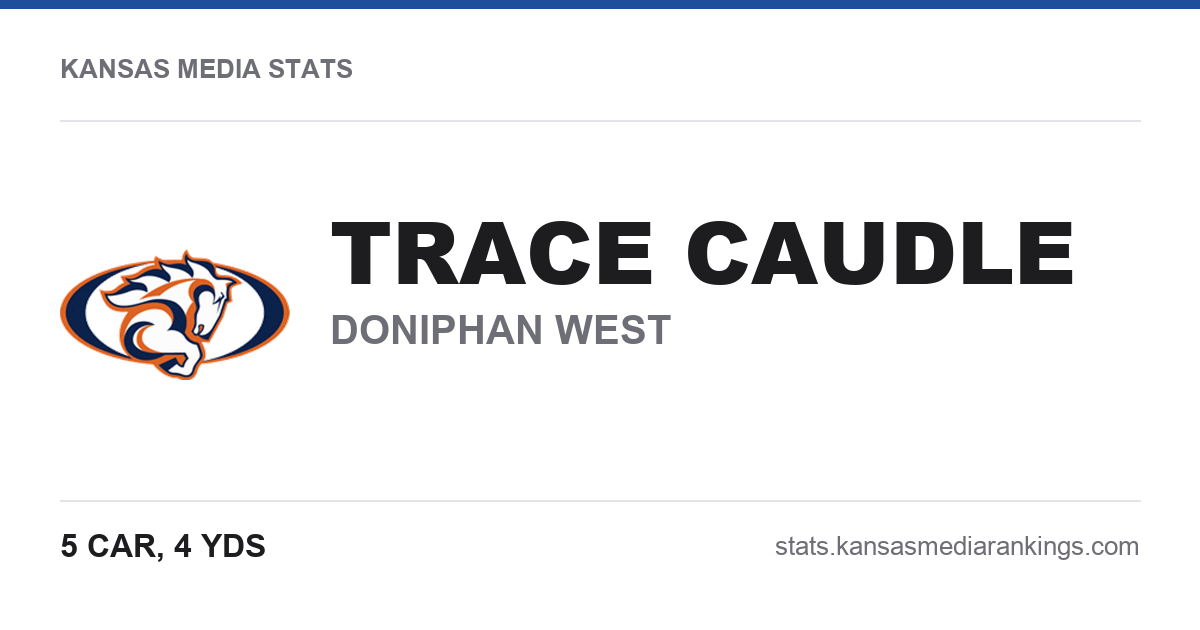 KANSAS MEDIA STATS
TRACE CAUDLE
DONIPHAN WEST
5 CAR, 4 YDS
stats.kansasmediarankings.com